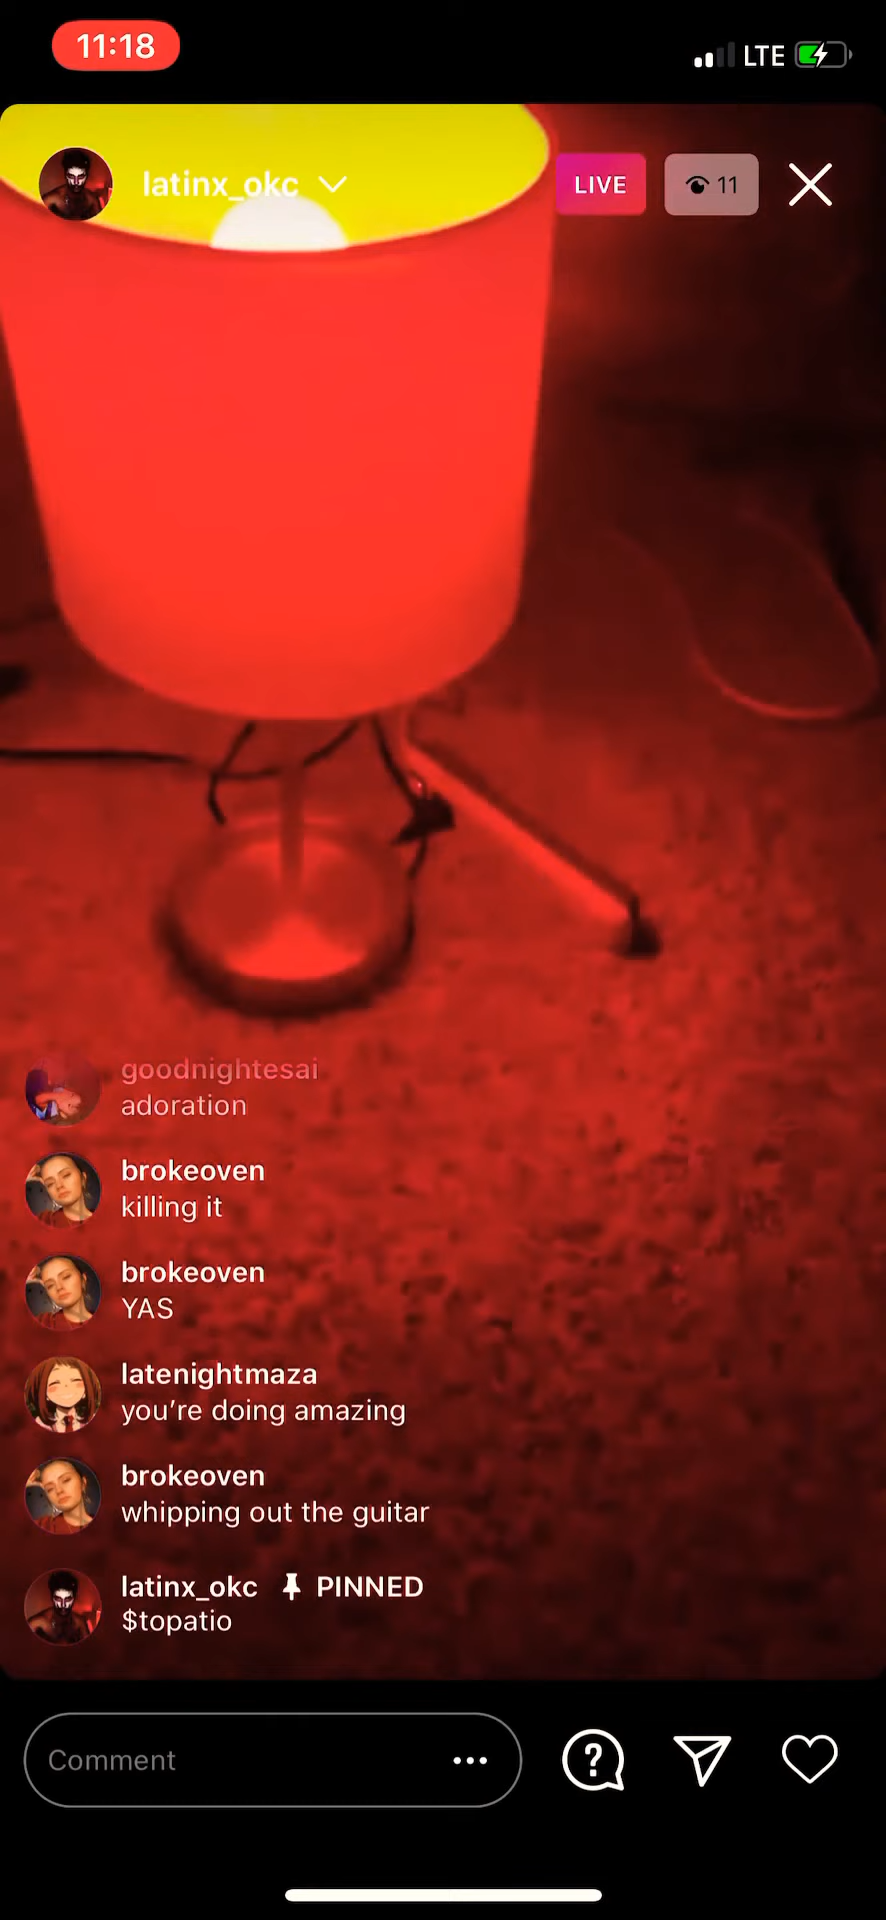 11:18
LTE
latinx_okc
LIVE
11
goodnightesai
adoration
brokeoven
killing it
brokeoven
YAS
latenightmaza
you’re doing amazing
brokeoven
whipping out the guitar
latinx_okc PINNED
$topatio
Comment